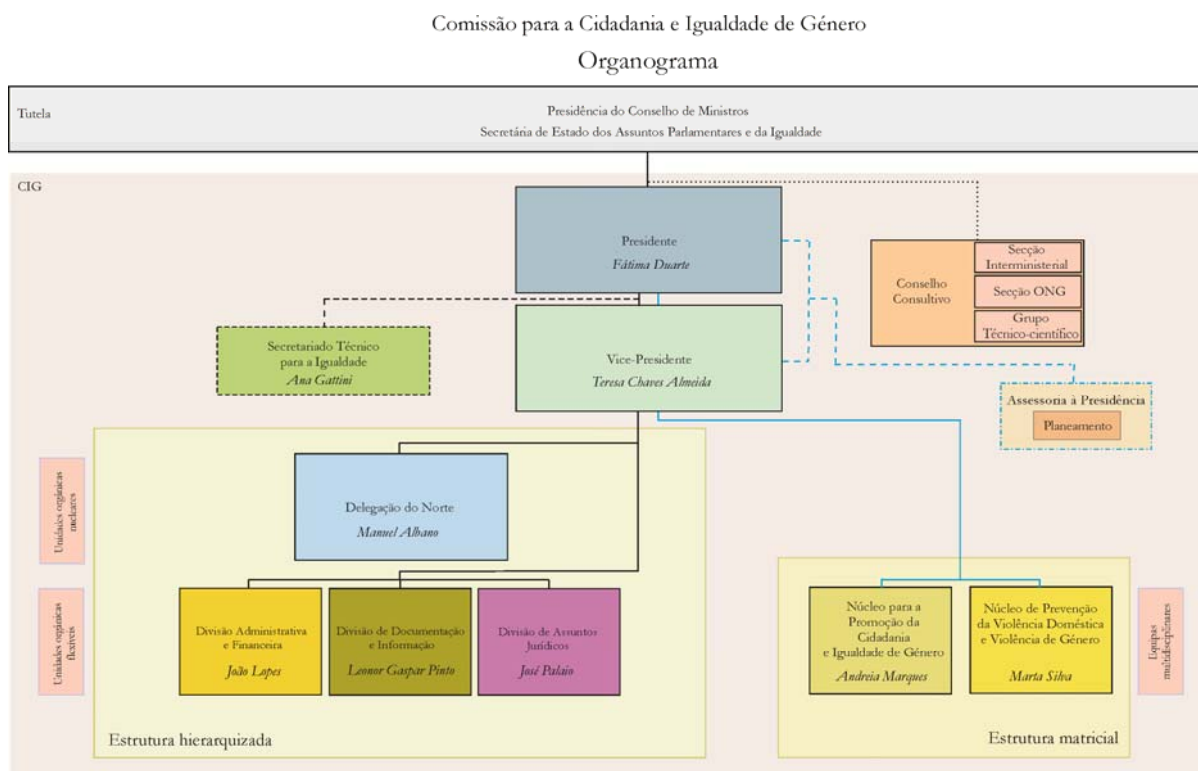 Comissão para a Cidadania e Igualdade de Género
Organograma
Tutela
Presidência do Conselho de Ministros
Secretária de Estado dos Assuntos Parlamentares e da Igualdade
CIG
Presidente
Fátima Duarte
Conselho
Consultivo
Secção
Interministerial
Secção ONG
Grupo
Técnico-científico
Secretariado Técnico
para a Igualdade
Ana Gattini
Vice-Presidente
Teresa Chaves Almeida
Assessoria à Presidência
Planeamento
Unidades orgânicas
nucleares
Delegação do Norte
Manuel Albano
Unidades orgânicas
flexíveis
Divisão Administrativa
e Financeira
João Lopes
Divisão de Documentação
e Informação
Leonor Gaspar Pinto
Divisão de Assuntos
Jurídicos
José Palaio
Núcleo para a
Promoção da
Cidadania
e Igualdade de Género
Andreia Marques
Núcleo de Prevenção
da Violência Doméstica
e Violência de Género
Marta Silva
Equipas
multidisciplinares
Estrutura hierarquizada
Estrutura matricial